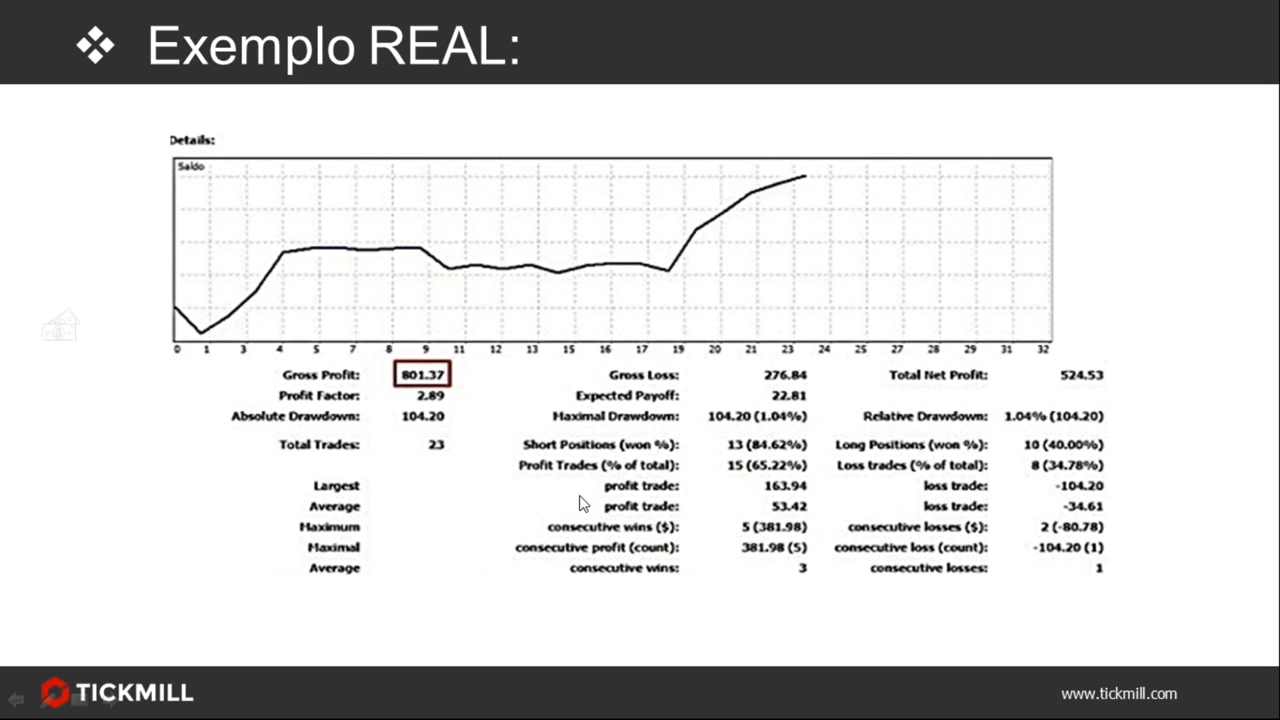 Exemplo REAL:
Details:
Saldo
0 1 3 4 5 7 8 9 11 12 13 15 16 17 19 20 21 23 24 25 27 28 29 31 32
Gross Profit: 801.37 Gross Loss: 276.84 Total Net Profit: 524.53
Profit Factor: 2.89 Expected Payoff: 22.81
Absolute Drawdown: 104.20 Maximal Drawdown: 104.20 (1.04%) Relative Drawdown: 1.04% (104.20)
Total Trades: 23 Short Positions (won %): 13 (84.62%) Long Positions (won %): 10 (40.00%)
Profit Trades (% of total): 15 (65.22%) Loss trades (% of total): 8 (34.78%)
Largest profit trade: 163.94 loss trade: -104.20
Average profit trade: 53.42 loss trade: -34.61
Maximum consecutive wins ($): 5 (381.98) consecutive losses ($): 2 (-80.78)
Maximal consecutive profit (count): 381.98 (5) consecutive loss (count): -104.20 (1)
Average consecutive wins: 3 consecutive losses: 1
TICKMILL www.tickmill.com